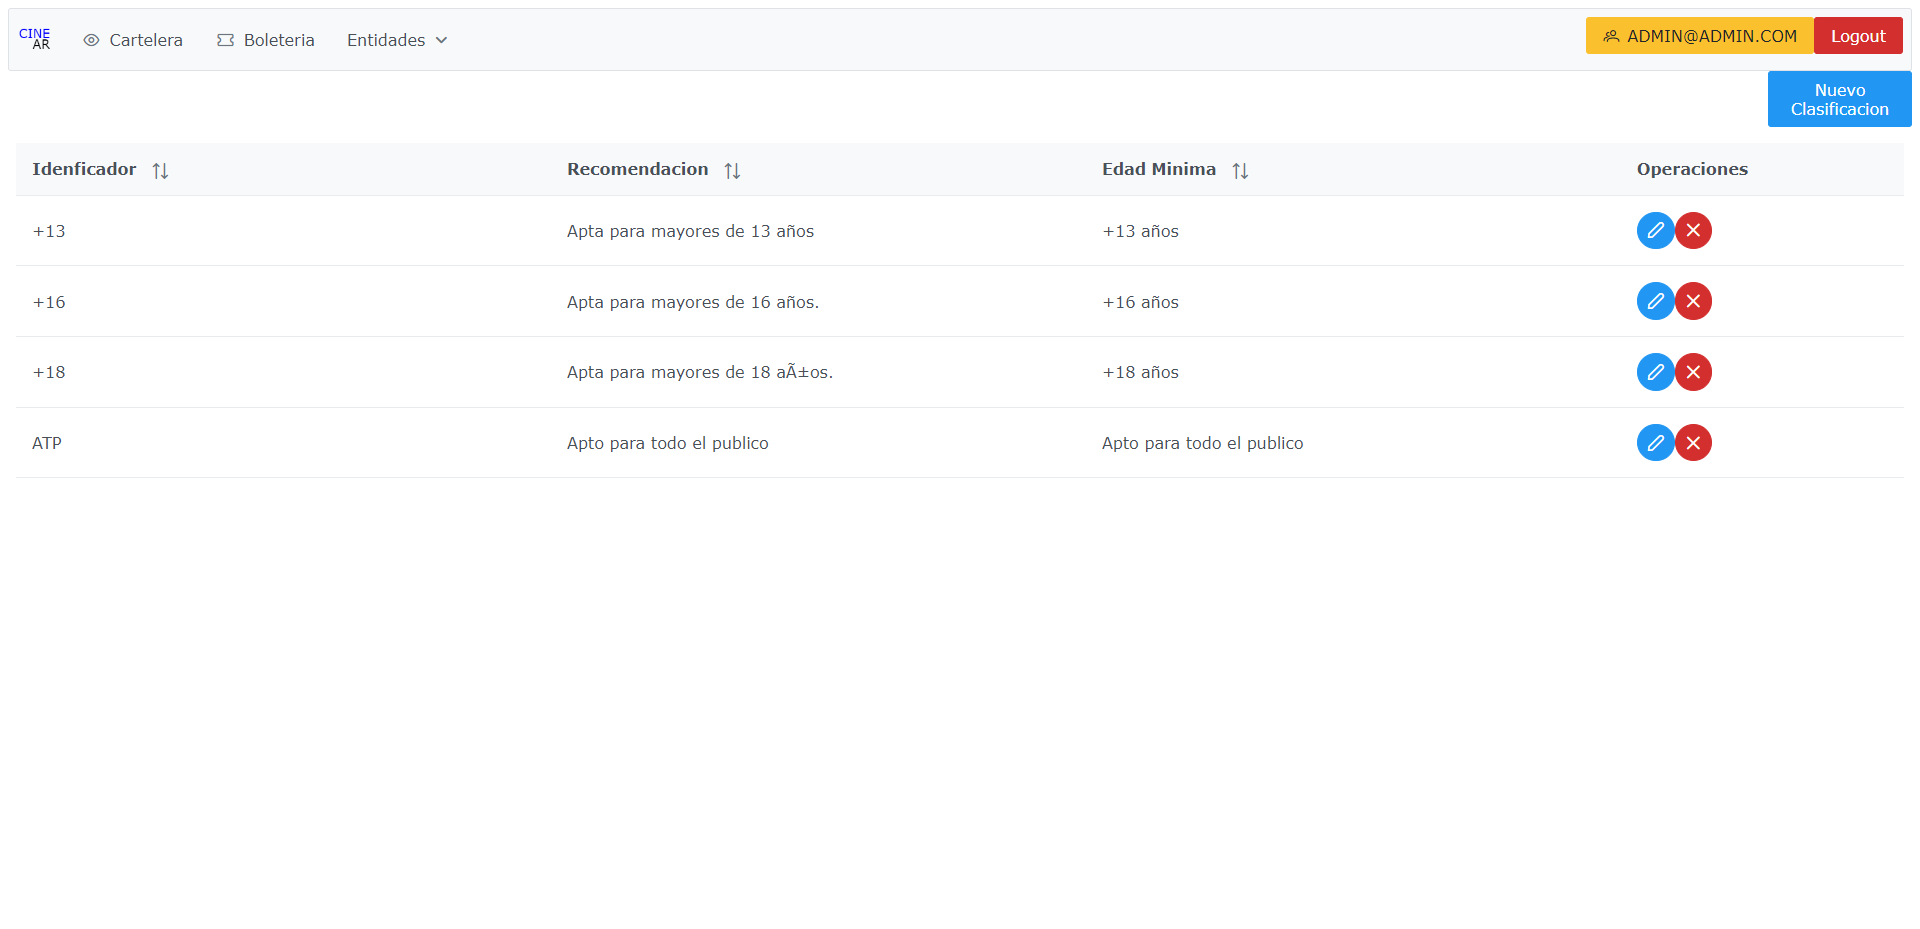 CINE
AR
Cartelera
Boleteria
Entidades
ADMIN@ADMIN.COM
Logout
Nuevo
Clasificacion
Idenficador
Recomendacion
Edad Minima
Operaciones
+13
Apta para mayores de 13 años
+13 años
+16
Apta para mayores de 16 años.
+16 años
+18
Apta para mayores de 18 aÃ±os.
+18 años
ATP
Apto para todo el publico
Apto para todo el publico